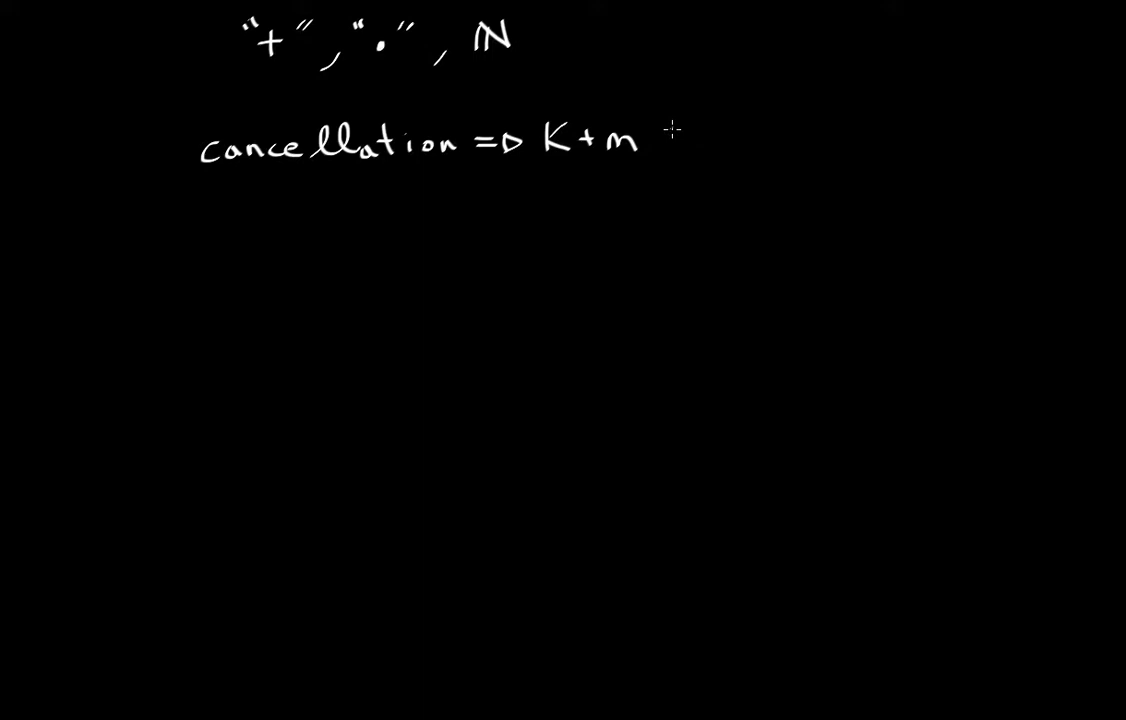 "+", "·", ℕ
cancellation => K + m